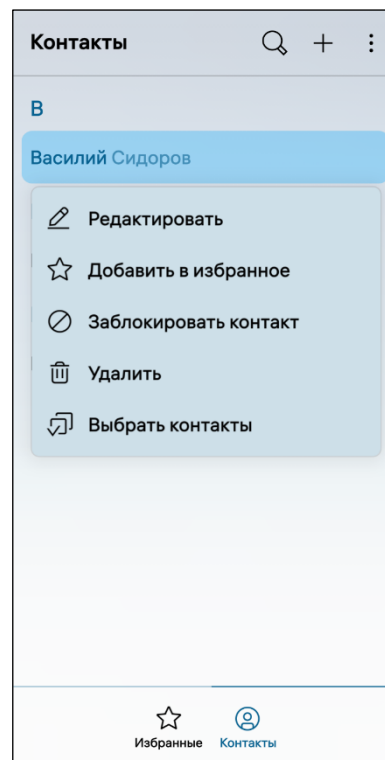 Контакты
В
Василий Сидоров
Редактировать
Добавить в избранное
Заблокировать контакт
Удалить
Выбрать контакты
Избранные Контакты